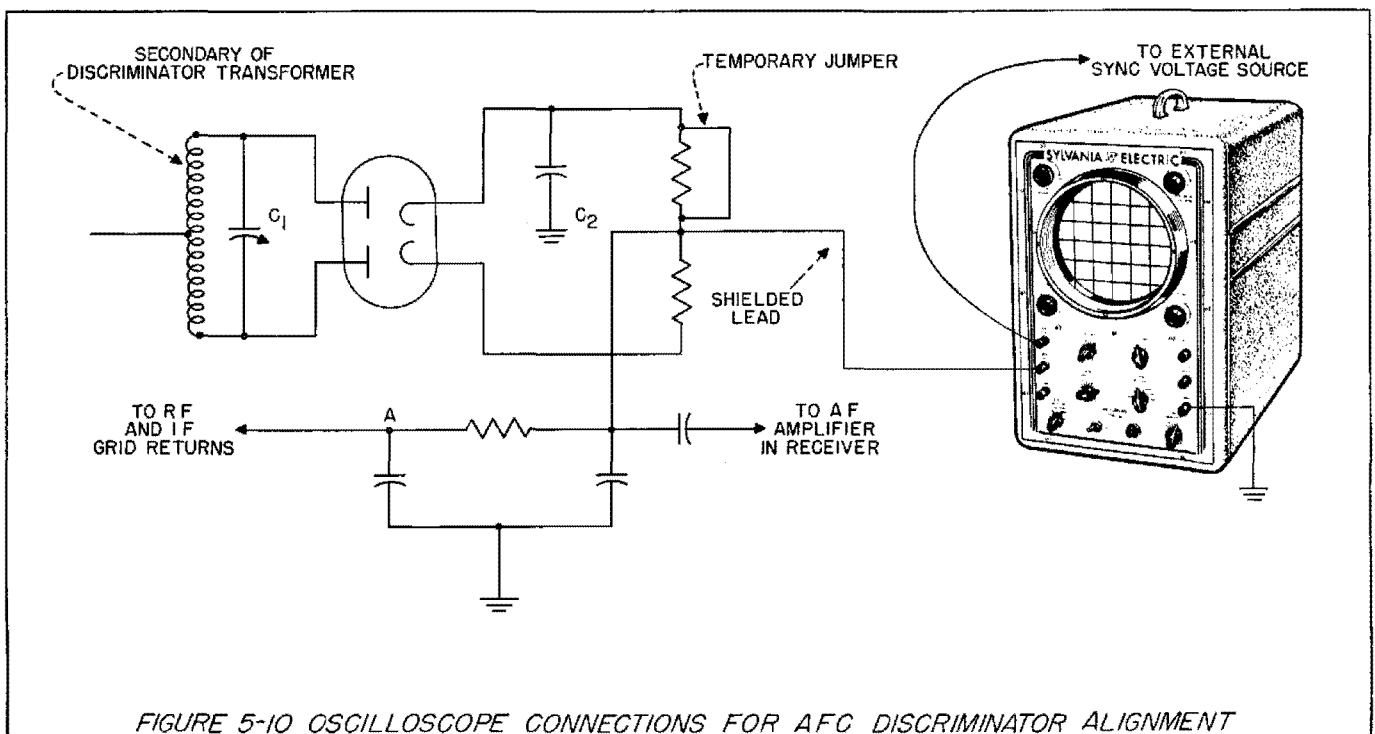 SECONDARY OF
DISCRIMINATOR TRANSFORMER
TEMPORARY JUMPER
TO EXTERNAL
SYNC VOLTAGE SOURCE
SYLVANIA ELECTRIC
C1
C2
SHIELDED
LEAD
TO RF
AND IF
GRID RETURNS
A
TO AF
AMPLIFIER
IN RECEIVER
FIGURE 5-10 OSCILLOSCOPE CONNECTIONS FOR AFC DISCRIMINATOR ALIGNMENT